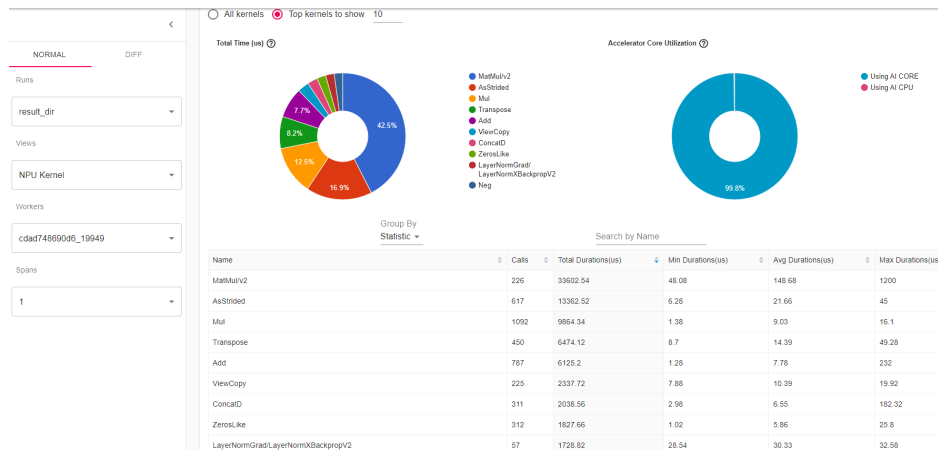 All kernels Top kernels to show 10
NORMAL DIFF
Runs
result_dir
Views
NPU Kernel
Workers
cdad748690d6_19949
Spans
1
Total Time (us)
42.5%
16.9%
12.5%
8.2%
7.7%
MatMul/v2
AsStrided
Mul
Transpose
Add
ViewCopy
ConcatD
ZerosLike
LayerNormGrad/
LayerNormXBackpropV2
Neg
Accelerator Core Utilization
99.8%
Using AI CORE
Using AI CPU
Group By
Statistic
Search by Name
Name Calls Total Durations(us) Min Durations(us) Avg Durations(us) Max Durations(us
MatMul/v2 226 33602.54 48.08 148.68 1200
AsStrided 617 13362.52 6.28 21.66 45
Mul 1092 9864.34 1.38 9.03 16.1
Transpose 450 6474.12 8.7 14.39 49.28
Add 787 6125.2 1.28 7.78 232
ViewCopy 225 2337.72 7.88 10.39 19.92
ConcatD 311 2038.56 2.98 6.55 182.32
ZerosLike 312 1827.66 1.02 5.86 25.8
LayerNormGrad/LayerNormXBackpropV2 57 1728.82 28.54 30.33 32.58